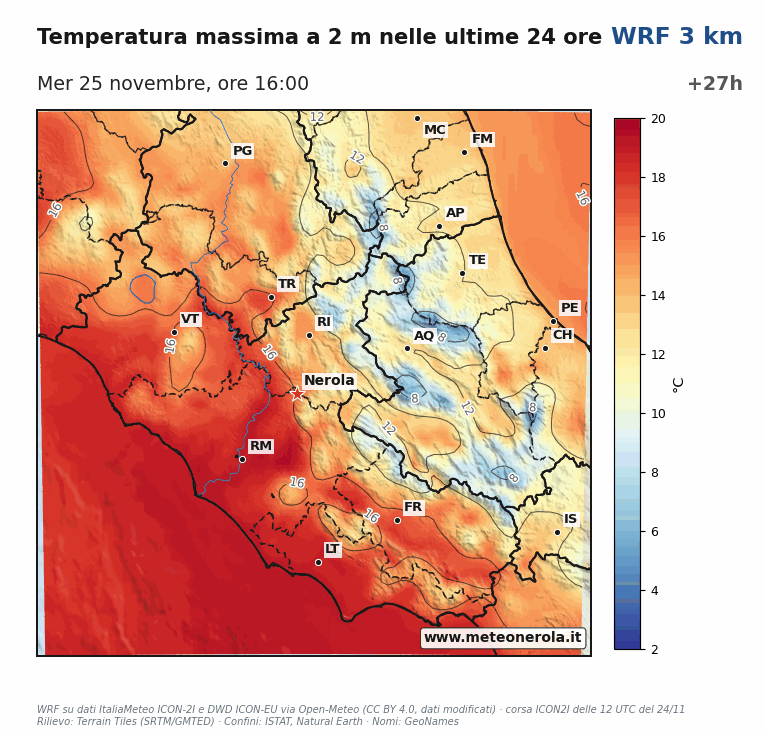 Temperatura massima a 2 m nelle ultime 24 ore WRF 3 km
Mer 25 novembre, ore 16:00 +27h
12
MC
FM
PG
12
16
16
AP
8
TE
8
TR
PE
VT
RI
AQ
8
CH
16
16
Nerola
8
12
8
12
RM
8
16
16
FR
IS
LT
www.meteonerola.it
20
18
16
14
12
10
8
6
4
2
°C
WRF su dati ItaliaMeteo ICON-2I e DWD ICON-EU via Open-Meteo (CC BY 4.0, dati modificati) · corsa ICON2I delle 12 UTC del 24/11
Rilievo: Terrain Tiles (SRTM/GMTED) · Confini: ISTAT, Natural Earth · Nomi: GeoNames